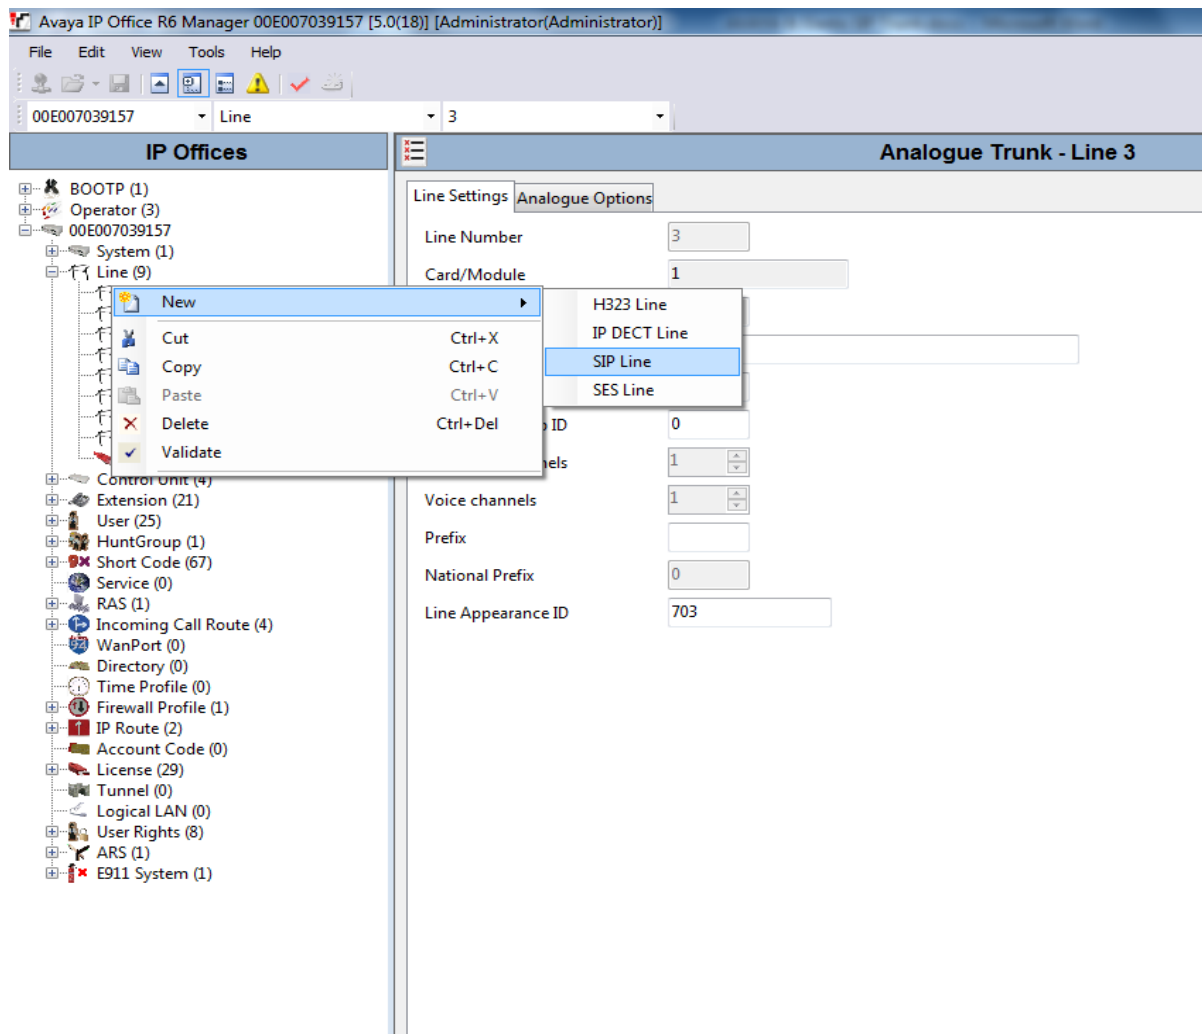 Avaya IP Office R6 Manager 00E007039157 [5.0(18)] [Administrator(Administrator)]
File Edit View Tools Help
00E007039157 Line 3
IP Offices
BOOTP (1)
Operator (3)
00E007039157
System (1)
Line (9)
New
Cut Ctrl+X
Copy Ctrl+C
Paste Ctrl+V
Delete Ctrl+Del
Validate
H323 Line
IP DECT Line
SIP Line
SES Line
Control Unit (4)
Extension (21)
User (25)
HuntGroup (1)
Short Code (67)
Service (0)
RAS (1)
Incoming Call Route (4)
WanPort (0)
Directory (0)
Time Profile (0)
Firewall Profile (1)
IP Route (2)
Account Code (0)
License (29)
Tunnel (0)
Logical LAN (0)
User Rights (8)
ARS (1)
E911 System (1)
Analogue Trunk - Line 3
Line Settings Analogue Options
Line Number 3
Card/Module 1
ID 0
nels 1
Voice channels 1
Prefix
National Prefix 0
Line Appearance ID 703